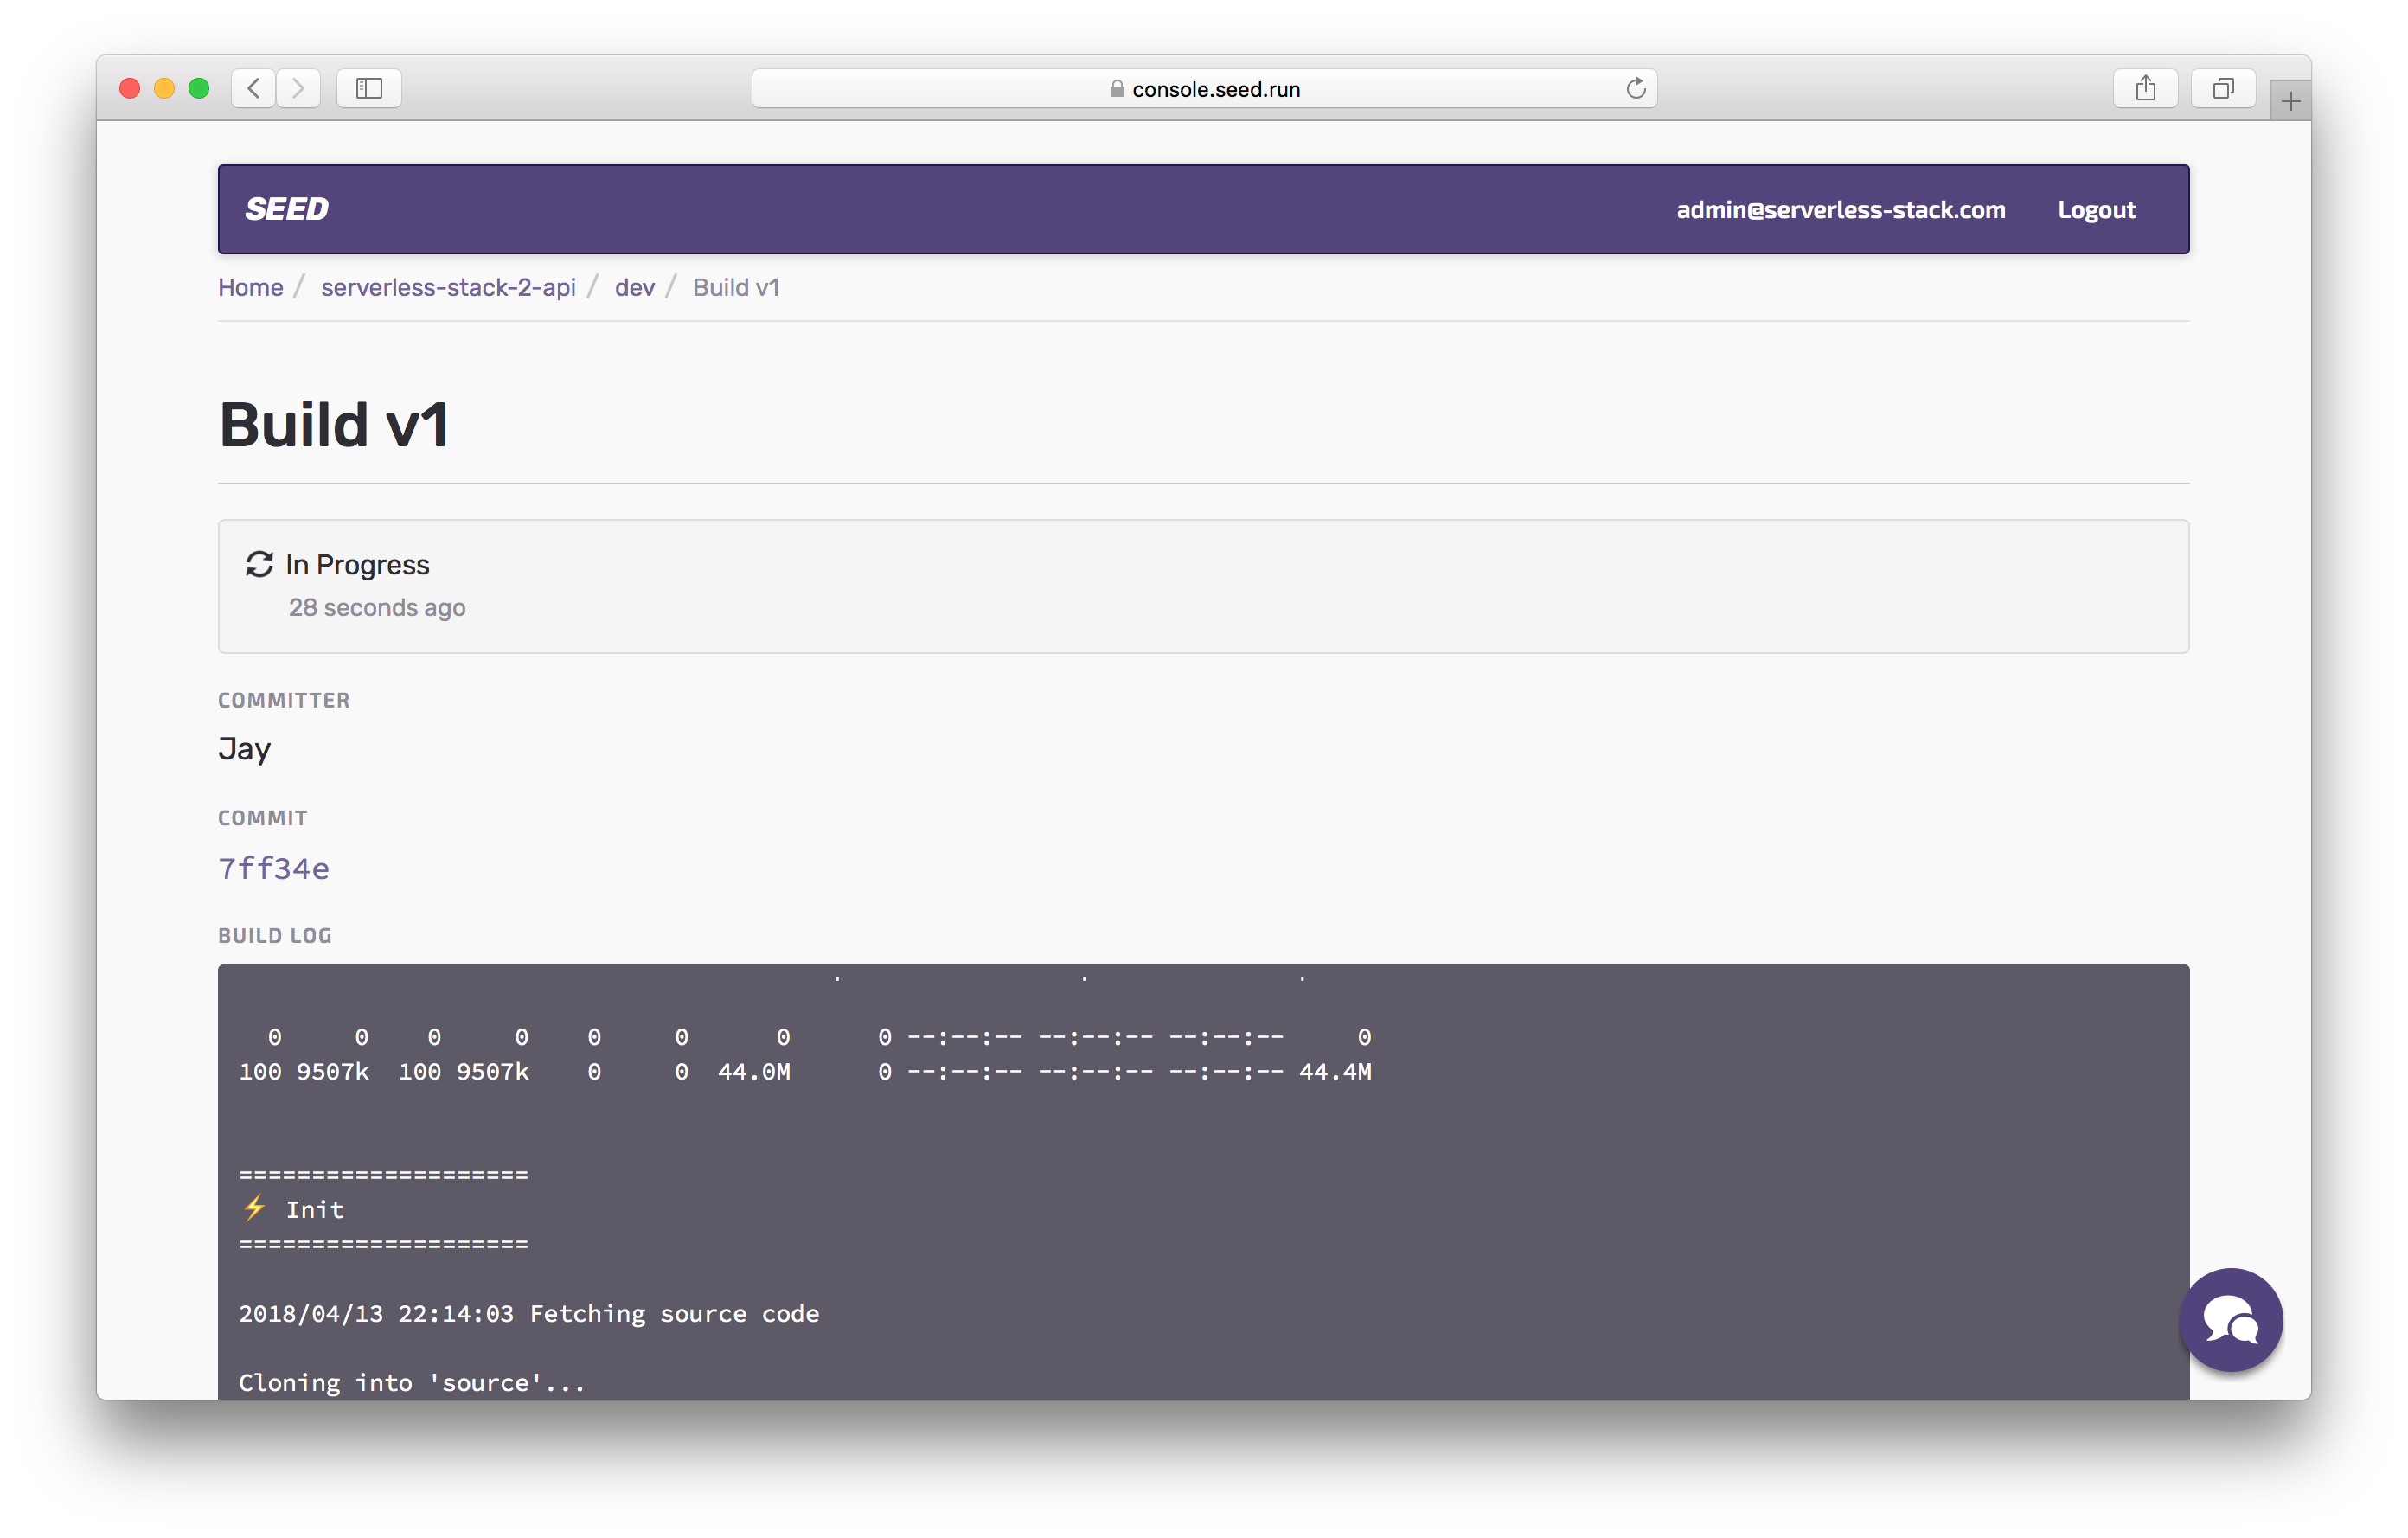 console.seed.run
SEED
admin@serverless-stack.com Logout
Home / serverless-stack-2-api / dev / Build v1
Build v1
In Progress
28 seconds ago
COMMITTER
Jay
COMMIT
7ff34e
BUILD LOG
0 0 0 0 0 0 0 0 --:--:-- --:--:-- --:--:-- 0
100 9507k 100 9507k 0 0 44.0M 0 --:--:-- --:--:-- --:--:-- 44.4M
====================
⚡ Init
====================
2018/04/13 22:14:03 Fetching source code
Cloning into 'source'...